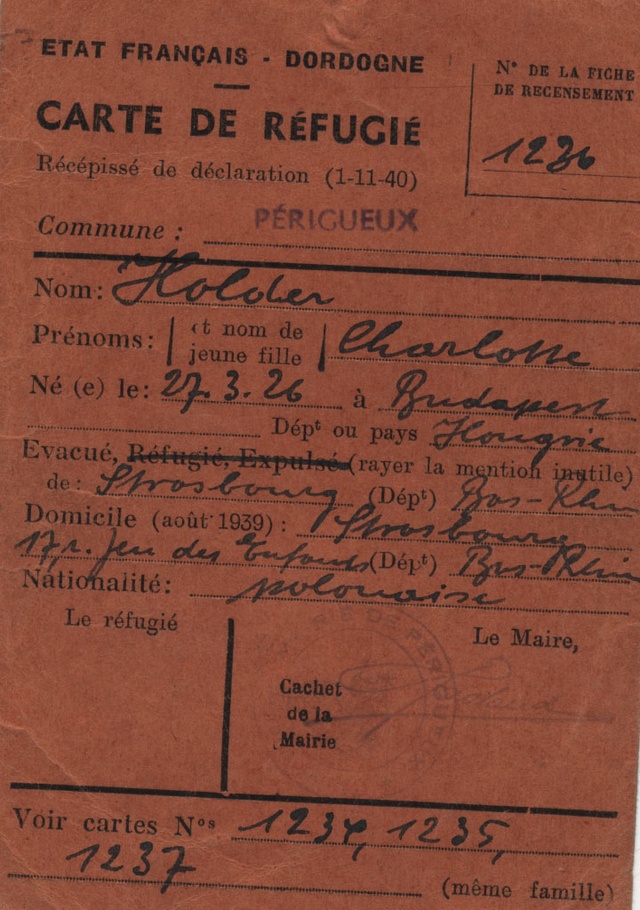 ETAT FRANÇAIS - DORDOGNE
CARTE DE RÉFUGIÉ
Récépissé de déclaration (1-11-40)
N° DE LA FICHE
DE RECENSEMENT
1236
Commune : PÉRIGUEUX
Nom: Holder
Prénoms: et nom de jeune fille Charlotte
Né (e) le: 27.3.26 à Budapest
Dépt ou pays Hongrie
Evacué, Réfugié, Expulsé (rayer la mention inutile)
de: Strasbourg (Dépt) Bas-Rhin
Domicile (août 1939) : Strasbourg
17, r. Jeu des Enfants (Dépt) Bas-Rhin
Nationalité: polonaise
Le réfugié
Le Maire,
Cachet
de la
Mairie
Voir cartes Nos 1234, 1235,
1237
(même famille)